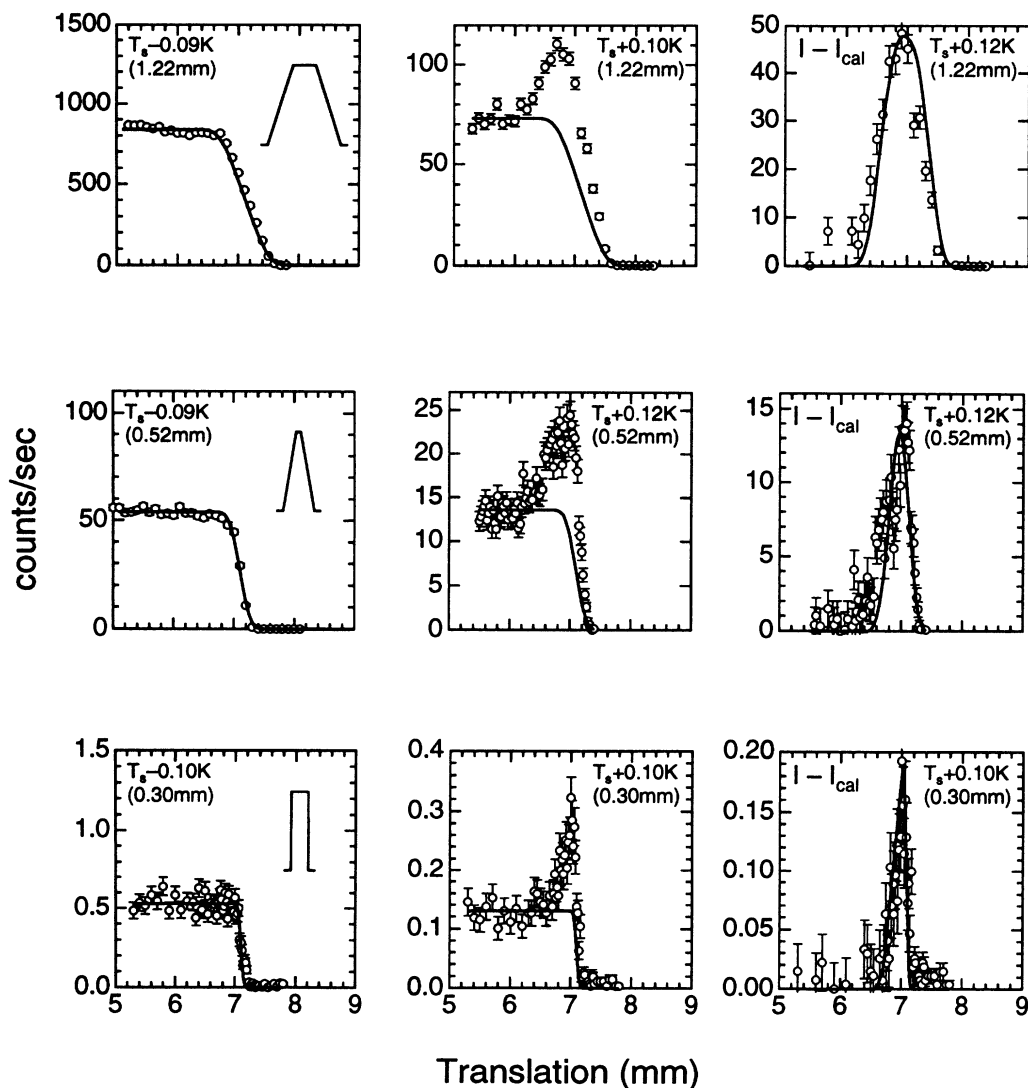 counts/sec
1500
1000
500
0
Ts−0.09K
(1.22mm)
100
50
0
Ts+0.10K
(1.22mm)
50
40
30
20
10
0
I − Ical
Ts+0.12K
(1.22mm)
100
50
0
Ts−0.09K
(0.52mm)
25
20
15
10
5
0
Ts+0.12K
(0.52mm)
15
10
5
0
I − Ical
Ts+0.12K
(0.52mm)
1.5
1.0
0.5
0.0
Ts−0.10K
(0.30mm)
5 6 7 8 9
0.4
0.3
0.2
0.1
0.0
Ts+0.10K
(0.30mm)
5 6 7 8 9
0.20
0.15
0.10
0.05
0.00
I − Ical
Ts+0.10K
(0.30mm)
5 6 7 8 9
Translation (mm)